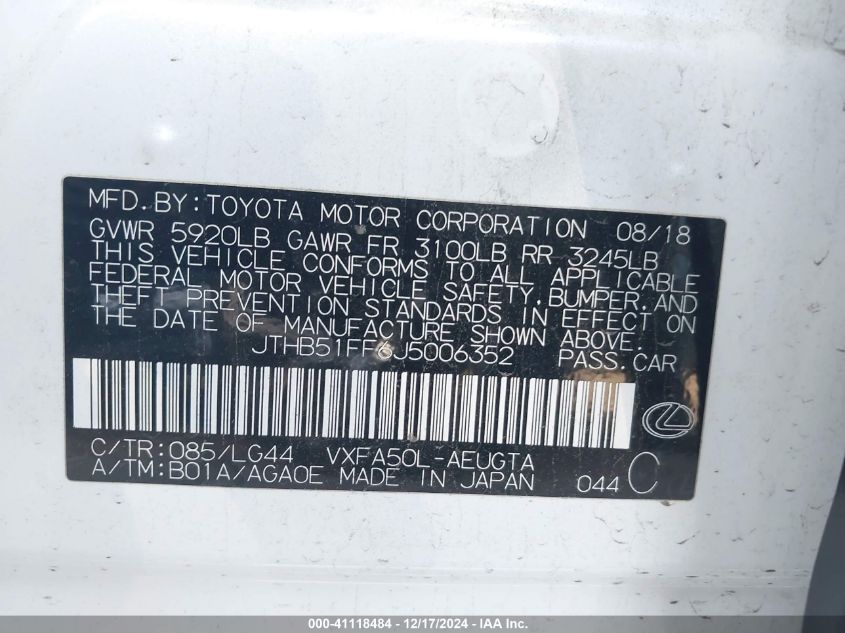 MFD.BY:TOYOTA MOTOR CORPORATION 08/18
GVWR 5920LB GAWR FR 3100LB RR 3245LB
THIS VEHICLE CONFORMS TO ALL APPLICABLE
FEDERAL MOTOR VEHICLE SAFETY,BUMPER,AND
THEFT PREVENTION STANDARDS IN EFFECT ON
THE DATE OF MANUFACTURE SHOWN ABOVE.
JTHB51FF6J5006352 PASS.CAR
C/TR:085/LG44 VXFA50L-AEUGTA
A/TM:B01A/AGA0E MADE IN JAPAN 044 C
000-41118484 - 12/17/2024 - IAA Inc.